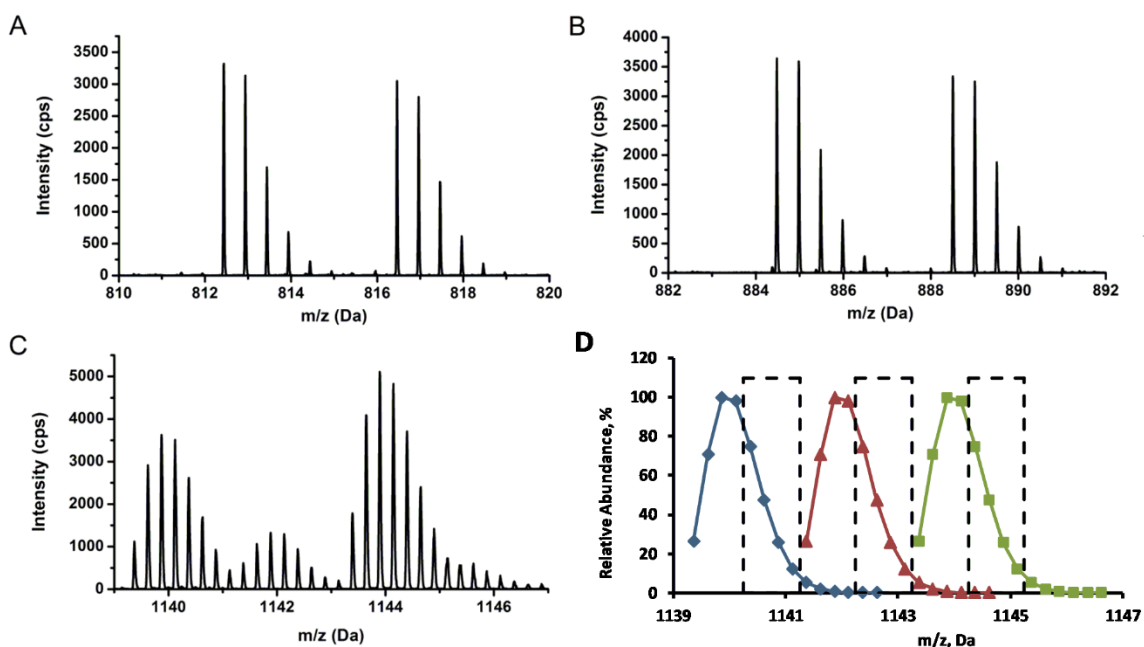 A
Intensity (cps)
3500
3000
2500
2000
1500
1000
500
0
810 812 814 816 818 820
m/z (Da)
B
Intensity (cps)
4000
3500
3000
2500
2000
1500
1000
500
0
882 884 886 888 890 892
m/z (Da)
C
Intensity (cps)
5000
4000
3000
2000
1000
0
1140 1142 1144 1146
m/z (Da)
D
Relative Abundance, %
120
100
80
60
40
20
0
1139 1141 1143 1145 1147
m/z, Da